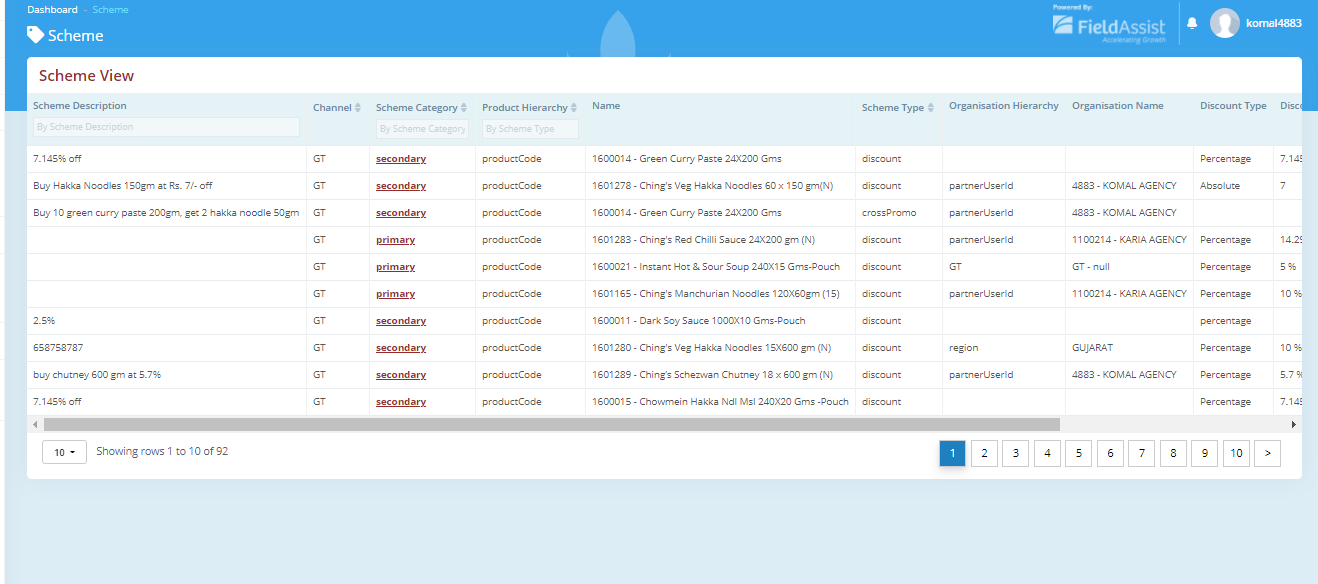 Dashboard - Scheme
Powered By:
FieldAssist
Accelerating Growth
komal4883
Scheme
Scheme View
Scheme Description Channel Scheme Category Product Hierarchy Name Scheme Type Organisation Hierarchy Organisation Name Discount Type Disco
By Scheme Description By Scheme Category By Scheme Type
7.145% off GT secondary productCode 1600014 - Green Curry Paste 24X200 Gms discount Percentage 7.145
Buy Hakka Noodles 150gm at Rs. 7/- off GT secondary productCode 1601278 - Ching's Veg Hakka Noodles 60 x 150 gm(N) discount partnerUserId 4883 - KOMAL AGENCY Absolute 7
Buy 10 green curry paste 200gm, get 2 hakka noodle 50gm GT secondary productCode 1600014 - Green Curry Paste 24X200 Gms crossPromo partnerUserId 4883 - KOMAL AGENCY
GT primary productCode 1601283 - Ching's Red Chilli Sauce 24X200 gm (N) discount partnerUserId 1100214 - KARIA AGENCY Percentage 14.29
GT primary productCode 1600021 - Instant Hot & Sour Soup 240X15 Gms-Pouch discount GT GT - null Percentage 5 %
GT primary productCode 1601165 - Ching's Manchurian Noodles 120X60gm (15) discount partnerUserId 1100214 - KARIA AGENCY Percentage 10 %
2.5% GT secondary productCode 1600011 - Dark Soy Sauce 1000X10 Gms-Pouch discount percentage
658758787 GT secondary productCode 1601280 - Ching's Veg Hakka Noodles 15X600 gm (N) discount region GUJARAT Percentage 10 %
buy chutney 600 gm at 5.7% GT secondary productCode 1601289 - Ching's Schezwan Chutney 18 x 600 gm (N) discount partnerUserId 4883 - KOMAL AGENCY Percentage 5.7 %
7.145% off GT secondary productCode 1600015 - Chowmein Hakka Ndl Msl 240X20 Gms -Pouch discount Percentage 7.145
10 Showing rows 1 to 10 of 92 1 2 3 4 5 6 7 8 9 10 >